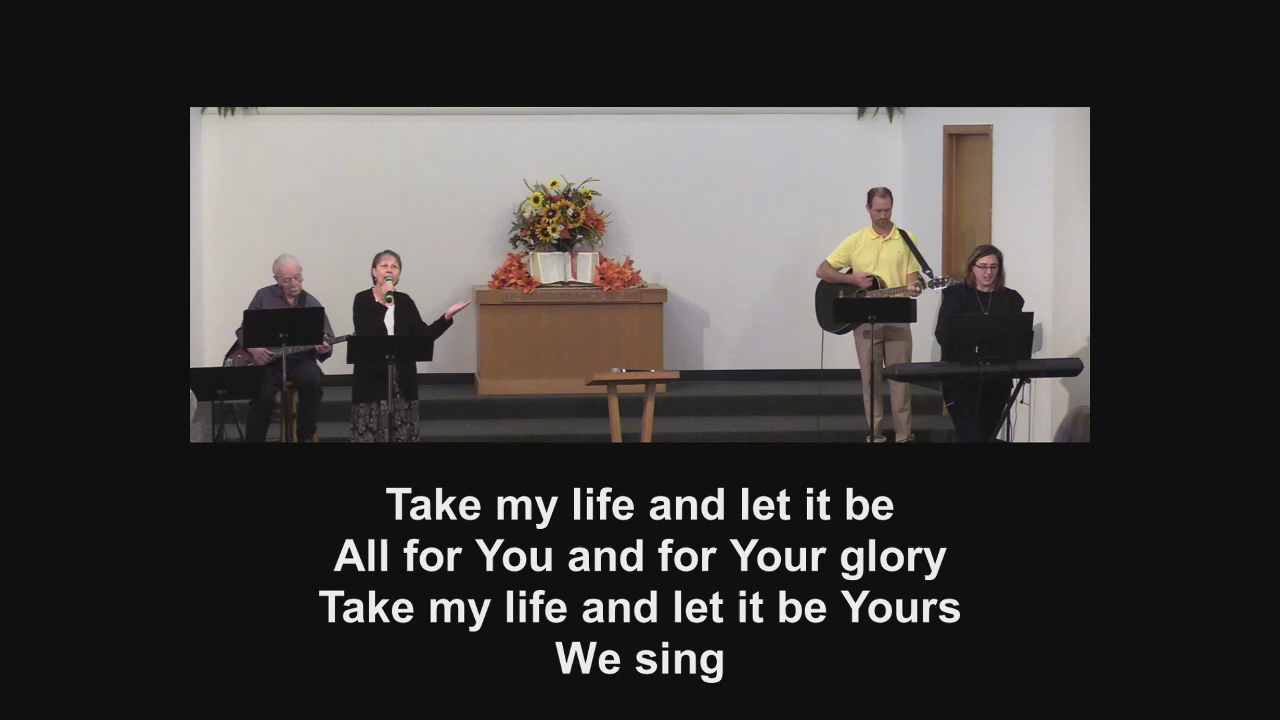 Take my life and let it be
All for You and for Your glory
Take my life and let it be Yours
We sing